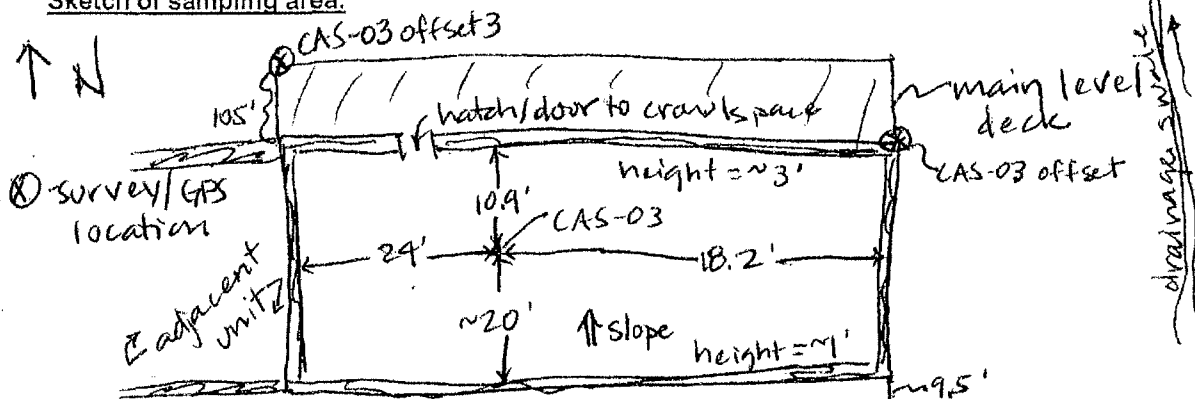 Sketch of sampling area:
↑ N
⊗ CAS-03 offset 3
105'
hatch/door to crawlspace
main level
deck
drainage swale
⊗ CAS-03 offset
⊗ survey/GPS
location
height = ~3'
10.9'
CAS-03
24'
18.2'
adjacent
unit
~20'
⇑ slope
height = ~1'
~9.5'